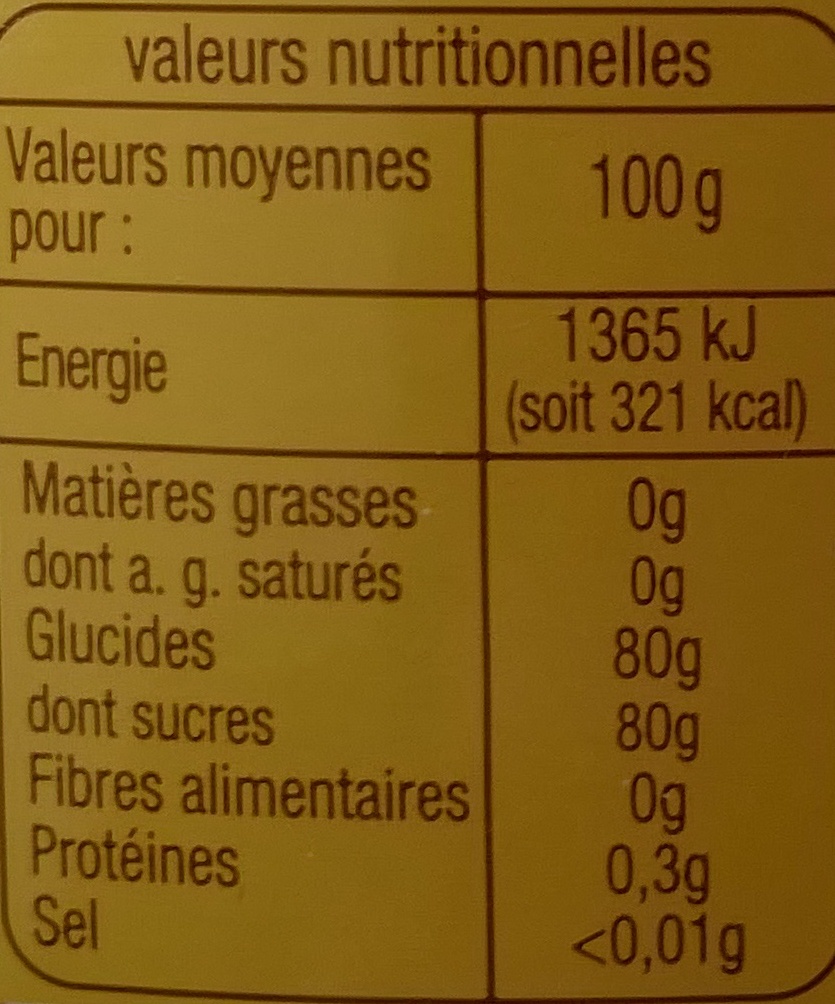 valeurs nutritionnelles
Valeurs moyennes pour : 100 g
Energie 1365 kJ (soit 321 kcal)
Matières grasses 0g
dont a. g. saturés 0g
Glucides 80g
dont sucres 80g
Fibres alimentaires 0g
Protéines 0,3g
Sel <0,01g